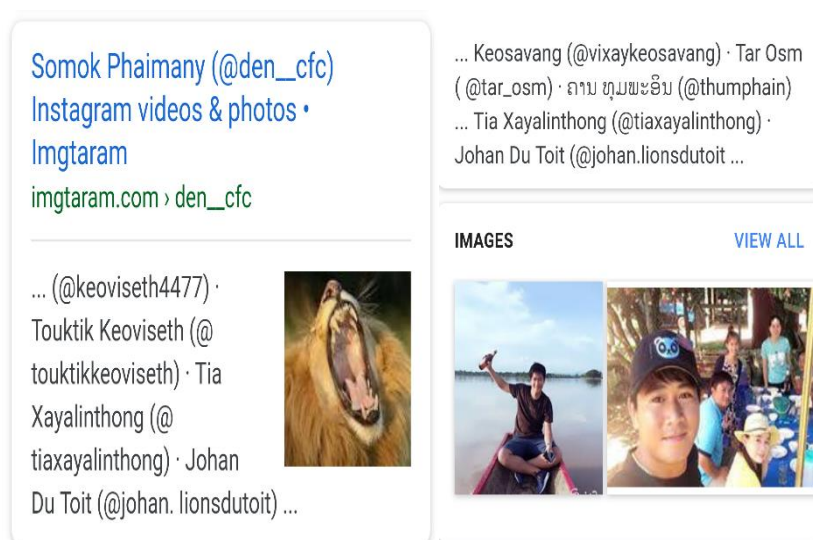 Somok Phaimany (@den__cfc)
Instagram videos & photos •
Imgtaram
imgtaram.com › den__cfc
... (@keoviseth4477) ·
Touktik Keoviseth (@
touktikkeoviseth) · Tia
Xayalinthong (@
tiaxayalinthong) · Johan
Du Toit (@johan. lionsdutoit) ...
... Keosavang (@vixaykeosavang) · Tar Osm
( @tar_osm) · ຄານ ທຸມພະອິນ (@thumphain)
... Tia Xayalinthong (@tiaxayalinthong) ·
Johan Du Toit (@johan.lionsdutoit ...
IMAGES
VIEW ALL